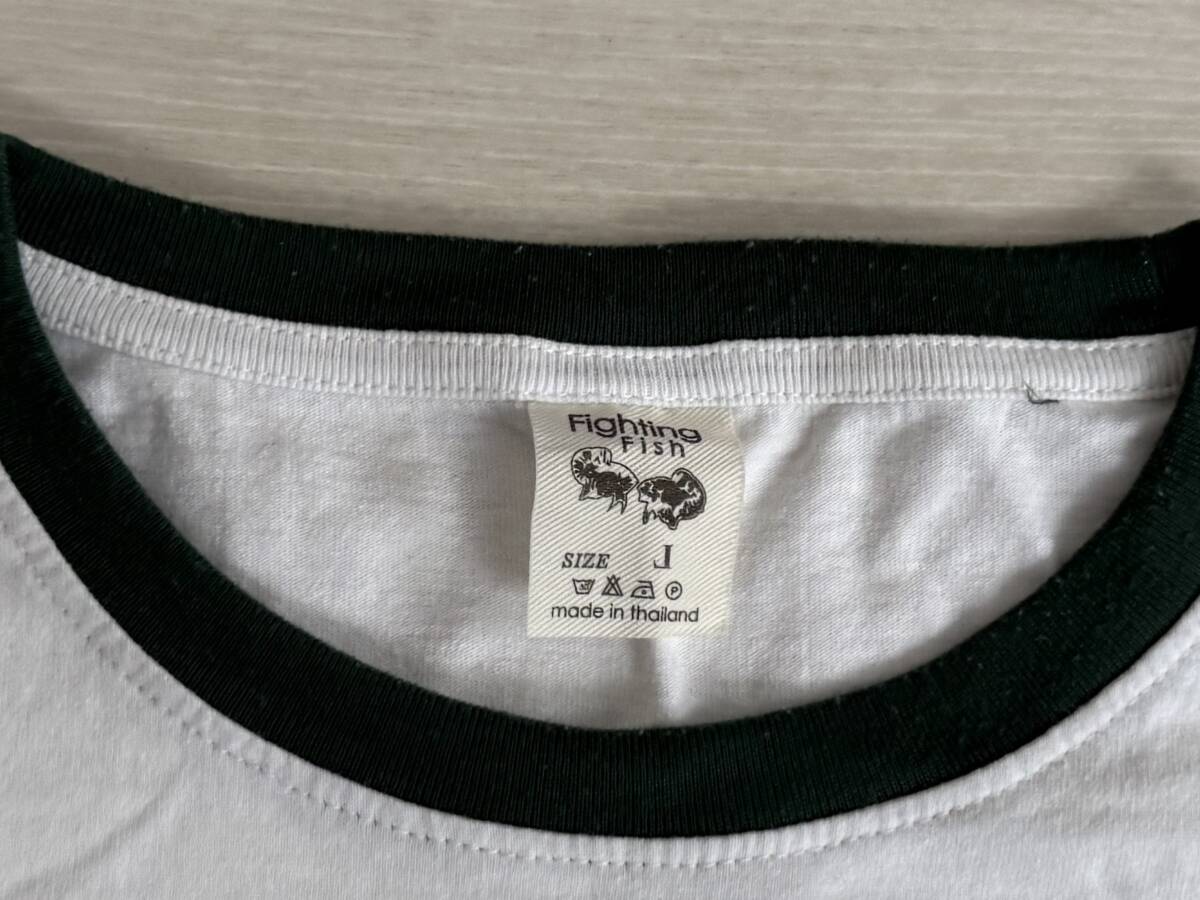 Fighting
Fish
SIZE L
P
made in thailand